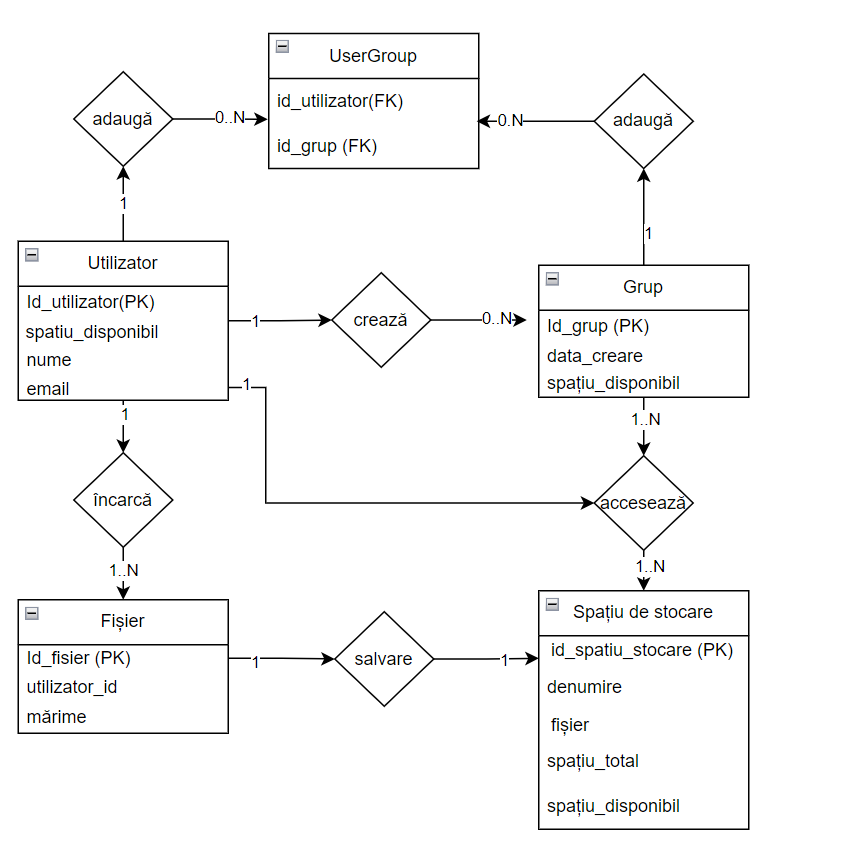 UserGroup
id_utilizator(FK)
id_grup (FK)
adaugă
0..N
0.N
adaugă
1
1
Utilizator
Id_utilizator(PK)
spatiu_disponibil
nume
email
1
crează
0..N
Grup
Id_grup (PK)
data_creare
spațiu_disponibil
1
1
1..N
încarcă
accesează
1..N
1..N
Fișier
Id_fisier (PK)
utilizator_id
mărime
1
salvare
1
Spațiu de stocare
id_spatiu_stocare (PK)
denumire
fișier
spațiu_total
spațiu_disponibil